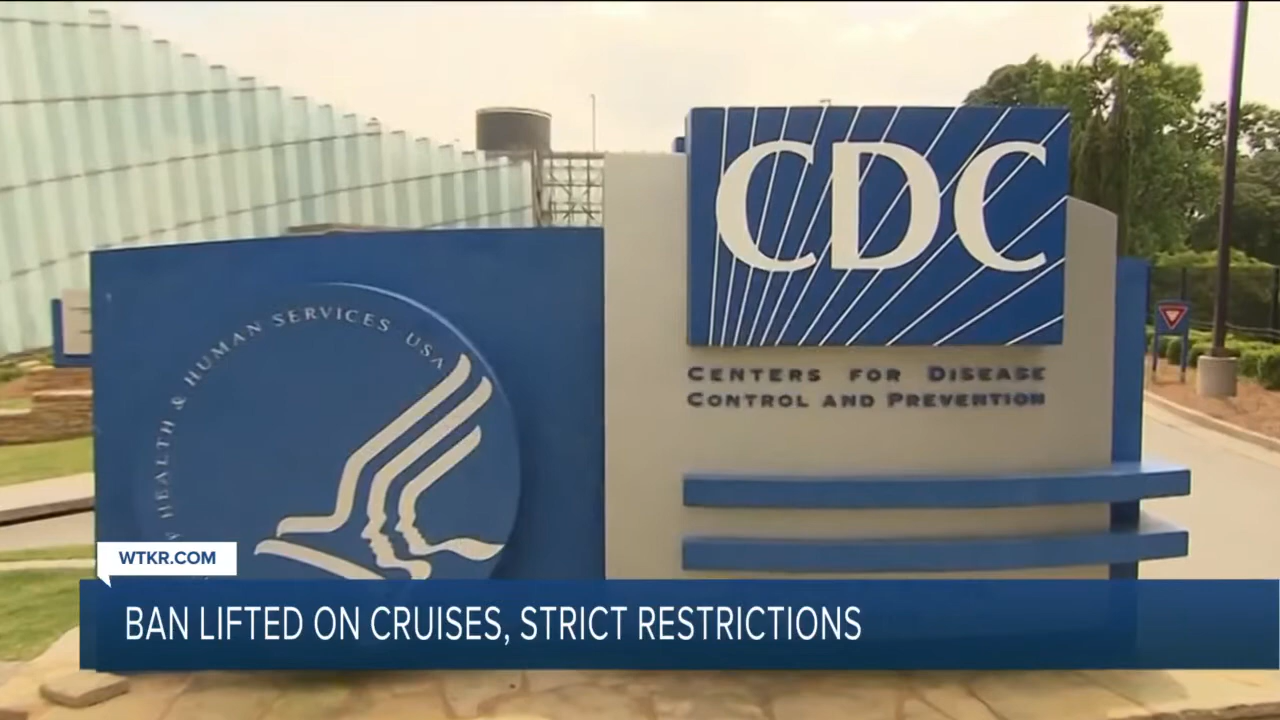 CDC
CENTERS FOR DISEASE
CONTROL AND PREVENTION
HEALTH & HUMAN SERVICES USA
WTKR.COM
BAN LIFTED ON CRUISES, STRICT RESTRICTIONS